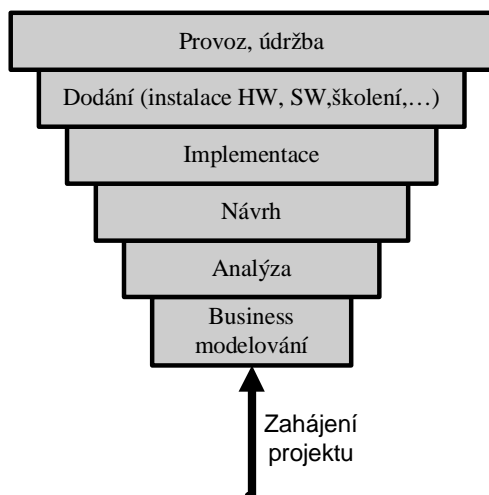 Provoz, údržba
Dodání (instalace HW, SW,školení,…)
Implementace
Návrh
Analýza
Business
modelování
Zahájení
projektu